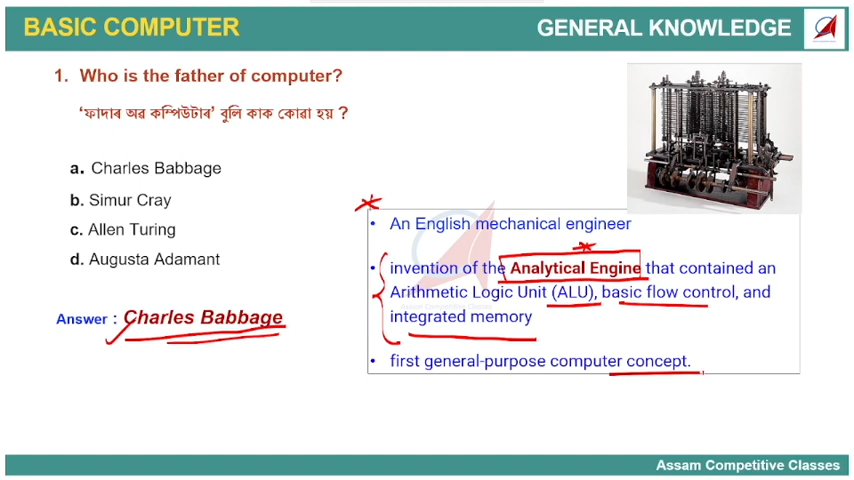 BASIC COMPUTER
GENERAL KNOWLEDGE
1. Who is the father of computer?
‘ফাদাৰ অৱ কম্পিউটাৰ’ বুলি কাক কোৱা হয় ?
a. Charles Babbage
b. Simur Cray
c. Allen Turing
d. Augusta Adamant
Answer : Charles Babbage
• An English mechanical engineer
• invention of the Analytical Engine that contained an
Arithmetic Logic Unit (ALU), basic flow control, and
integrated memory
• first general-purpose computer concept.
Assam Competitive Classes